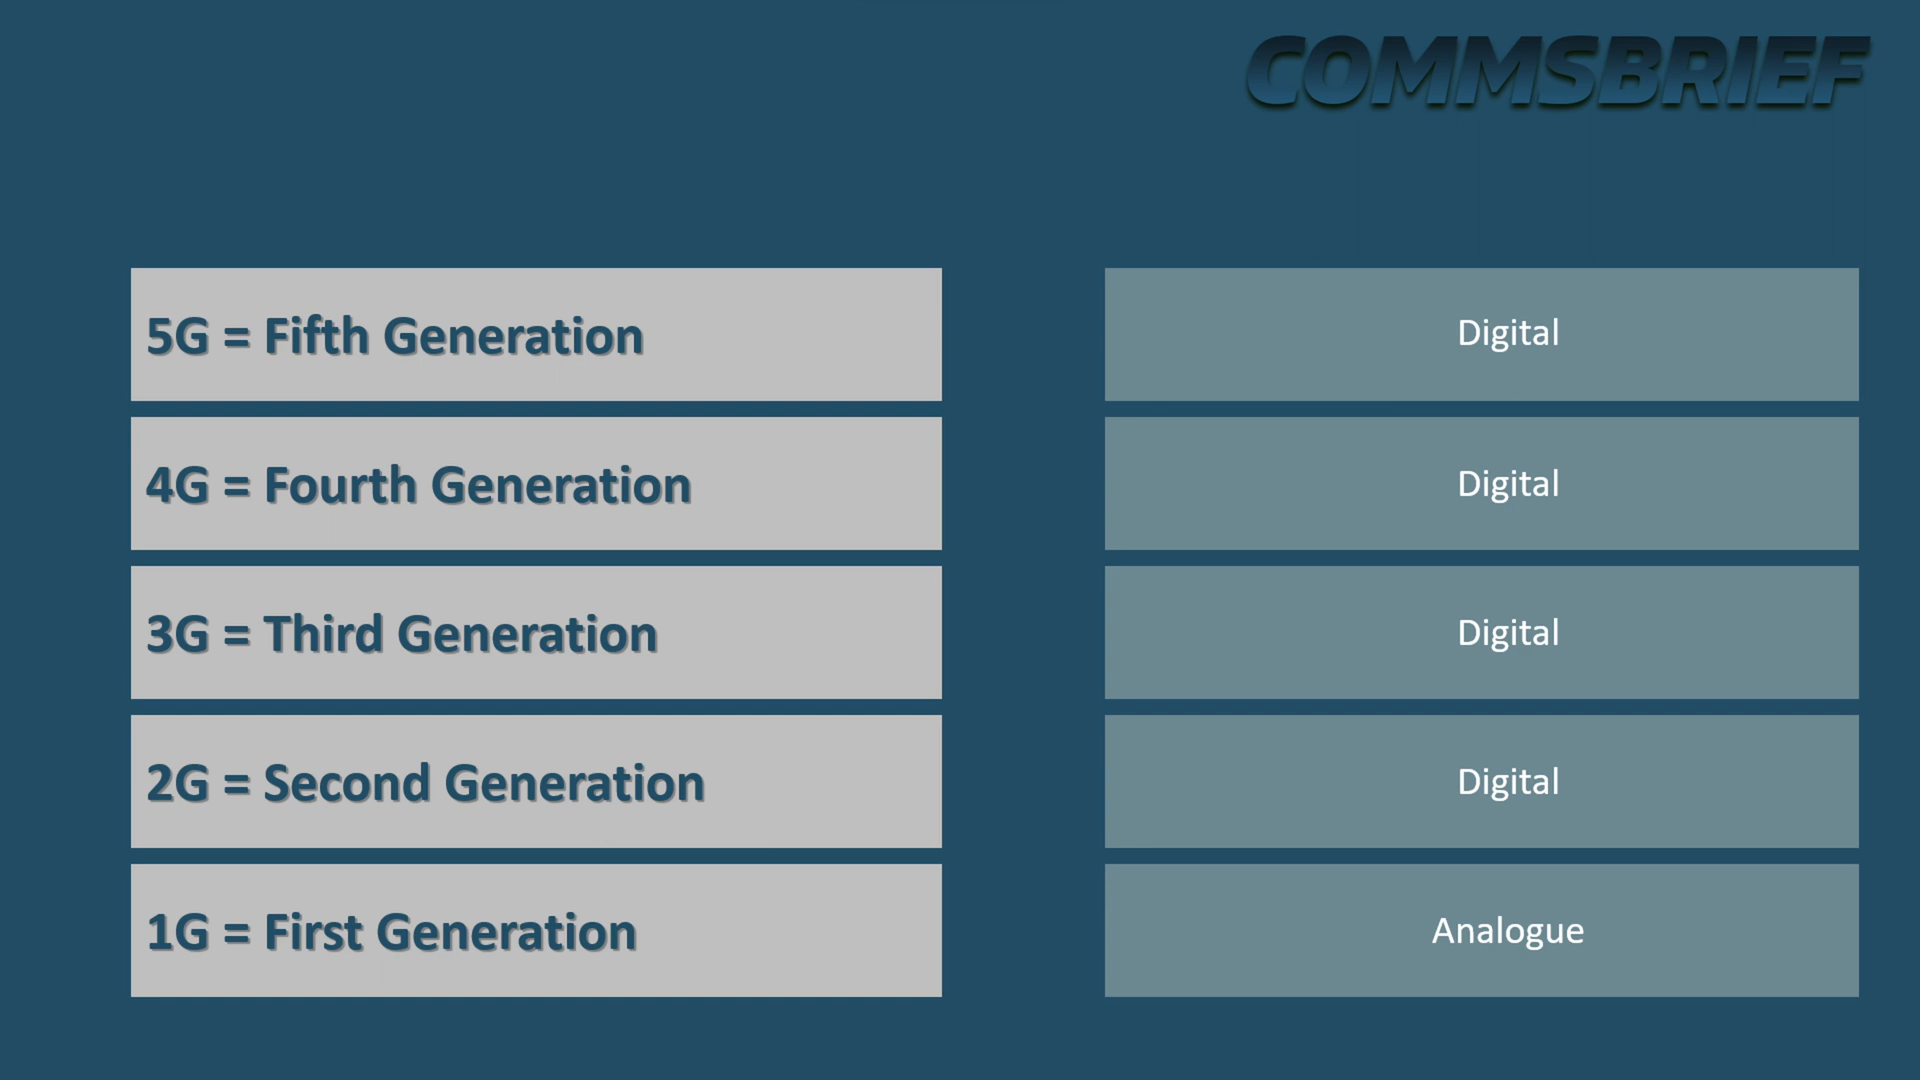 COMMSBRIEF
5G = Fifth Generation
Digital
4G = Fourth Generation
Digital
3G = Third Generation
Digital
2G = Second Generation
Digital
1G = First Generation
Analogue